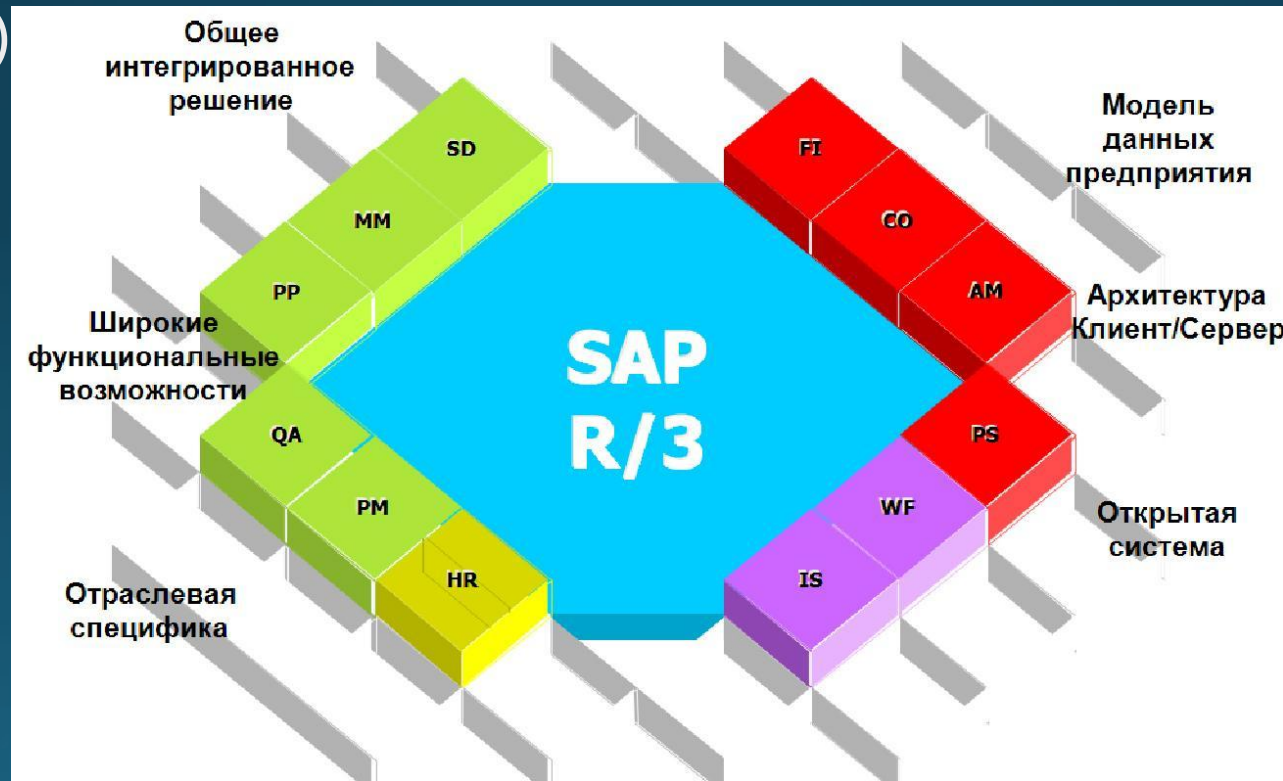 Общее
интегрированное
решение
Модель
данных
предприятия
SD
FI
MM
CO
PP
AM
Широкие
функциональные
возможности
Архитектура
Клиент/Сервер
SAP
R/3
QA
PS
PM
WF
HR
IS
Открытая
система
Отраслевая
специфика